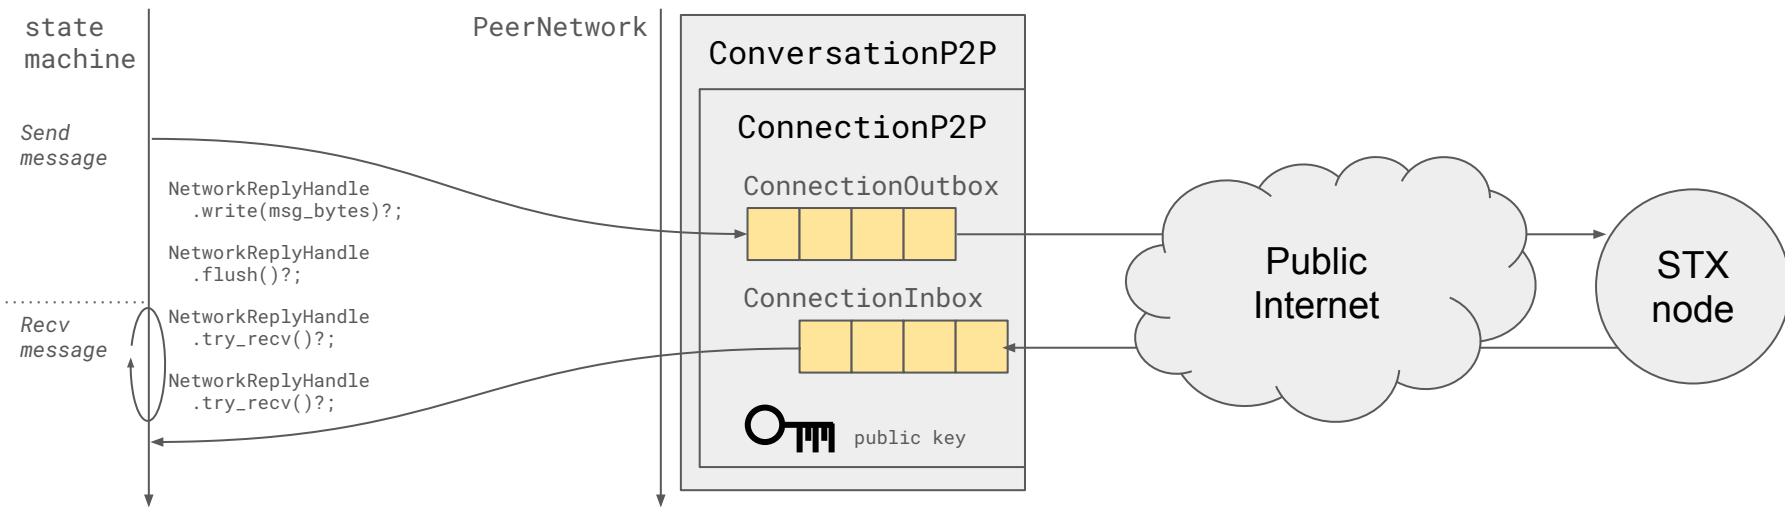 state
machine
PeerNetwork
ConversationP2P
ConnectionP2P
Send
message
NetworkReplyHandle
.write(msg_bytes)?;
NetworkReplyHandle
.flush()?;
ConnectionOutbox
Recv
message
NetworkReplyHandle
.try_recv()?;
NetworkReplyHandle
.try_recv()?;
ConnectionInbox
public key
Public
Internet
STX
node